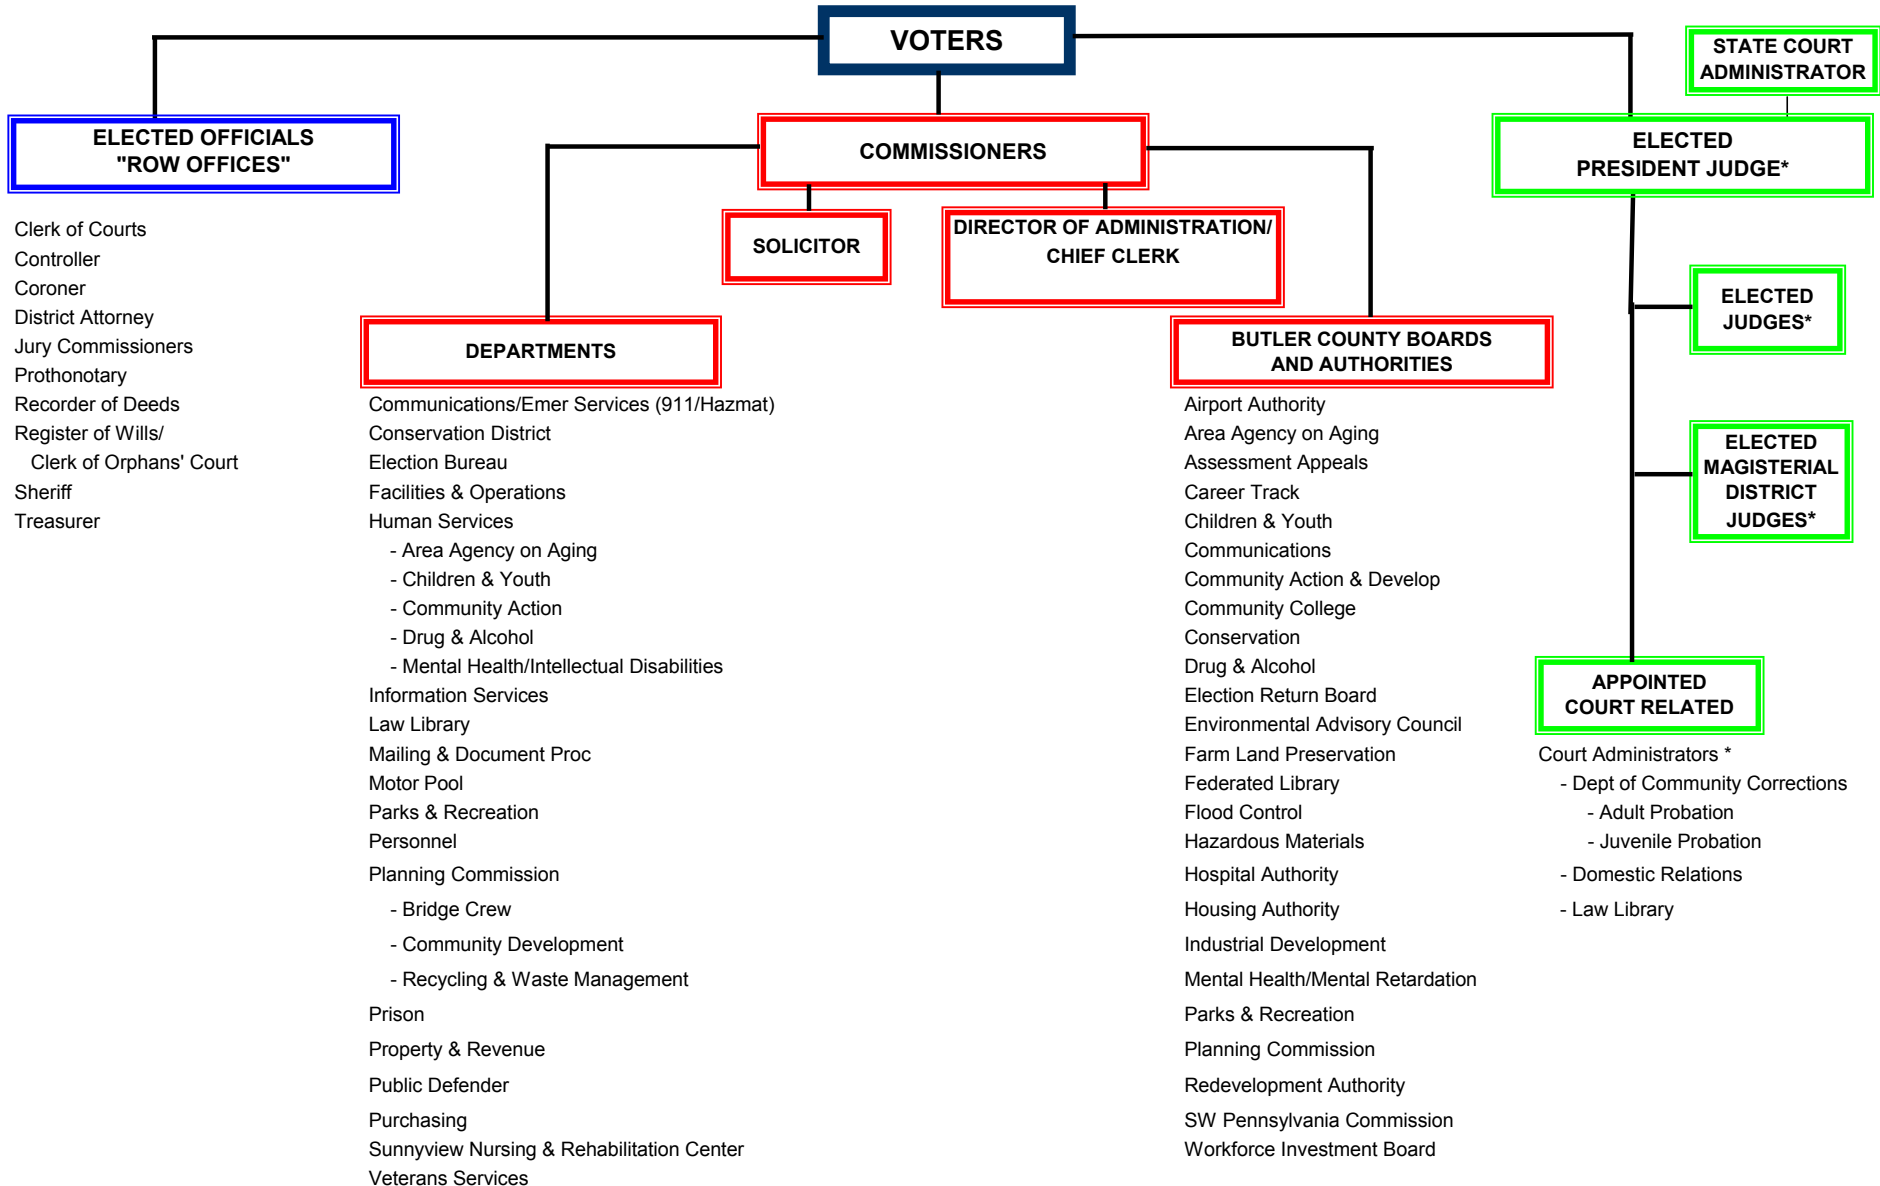 VOTERS
STATE COURT
ADMINISTRATOR
ELECTED OFFICIALS
"ROW OFFICES"
COMMISSIONERS
ELECTED
PRESIDENT JUDGE*
Clerk of Courts
Controller
Coroner
District Attorney
Jury Commissioners
Prothonotary
Recorder of Deeds
Register of Wills/
Clerk of Orphans' Court
Sheriff
Treasurer
SOLICITOR
DIRECTOR OF ADMINISTRATION/
CHIEF CLERK
DEPARTMENTS
Communications/Emer Services (911/Hazmat)
Conservation District
Election Bureau
Facilities & Operations
Human Services
- Area Agency on Aging
- Children & Youth
- Community Action
- Drug & Alcohol
- Mental Health/Intellectual Disabilities
Information Services
Law Library
Mailing & Document Proc
Motor Pool
Parks & Recreation
Personnel
Planning Commission
- Bridge Crew
- Community Development
- Recycling & Waste Management
Prison
Property & Revenue
Public Defender
Purchasing
Sunnyview Nursing & Rehabilitation Center
Veterans Services
BUTLER COUNTY BOARDS
AND AUTHORITIES
Airport Authority
Area Agency on Aging
Assessment Appeals
Career Track
Children & Youth
Communications
Community Action & Develop
Community College
Conservation
Drug & Alcohol
Election Return Board
Environmental Advisory Council
Farm Land Preservation
Federated Library
Flood Control
Hazardous Materials
Hospital Authority
Housing Authority
Industrial Development
Mental Health/Mental Retardation
Parks & Recreation
Planning Commission
Redevelopment Authority
SW Pennsylvania Commission
Workforce Investment Board
ELECTED
JUDGES*
ELECTED
MAGISTERIAL
DISTRICT
JUDGES*
APPOINTED
COURT RELATED
Court Administrators *
- Dept of Community Corrections
- Adult Probation
- Juvenile Probation
- Domestic Relations
- Law Library